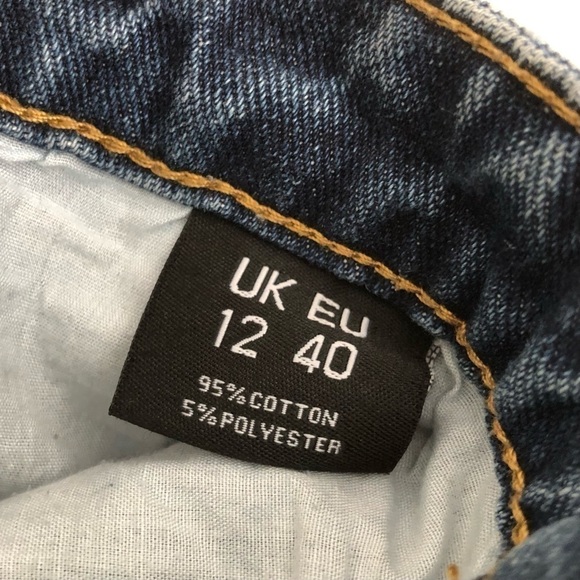 UK EU
12 40
95%COTTON
5%POLYESTER